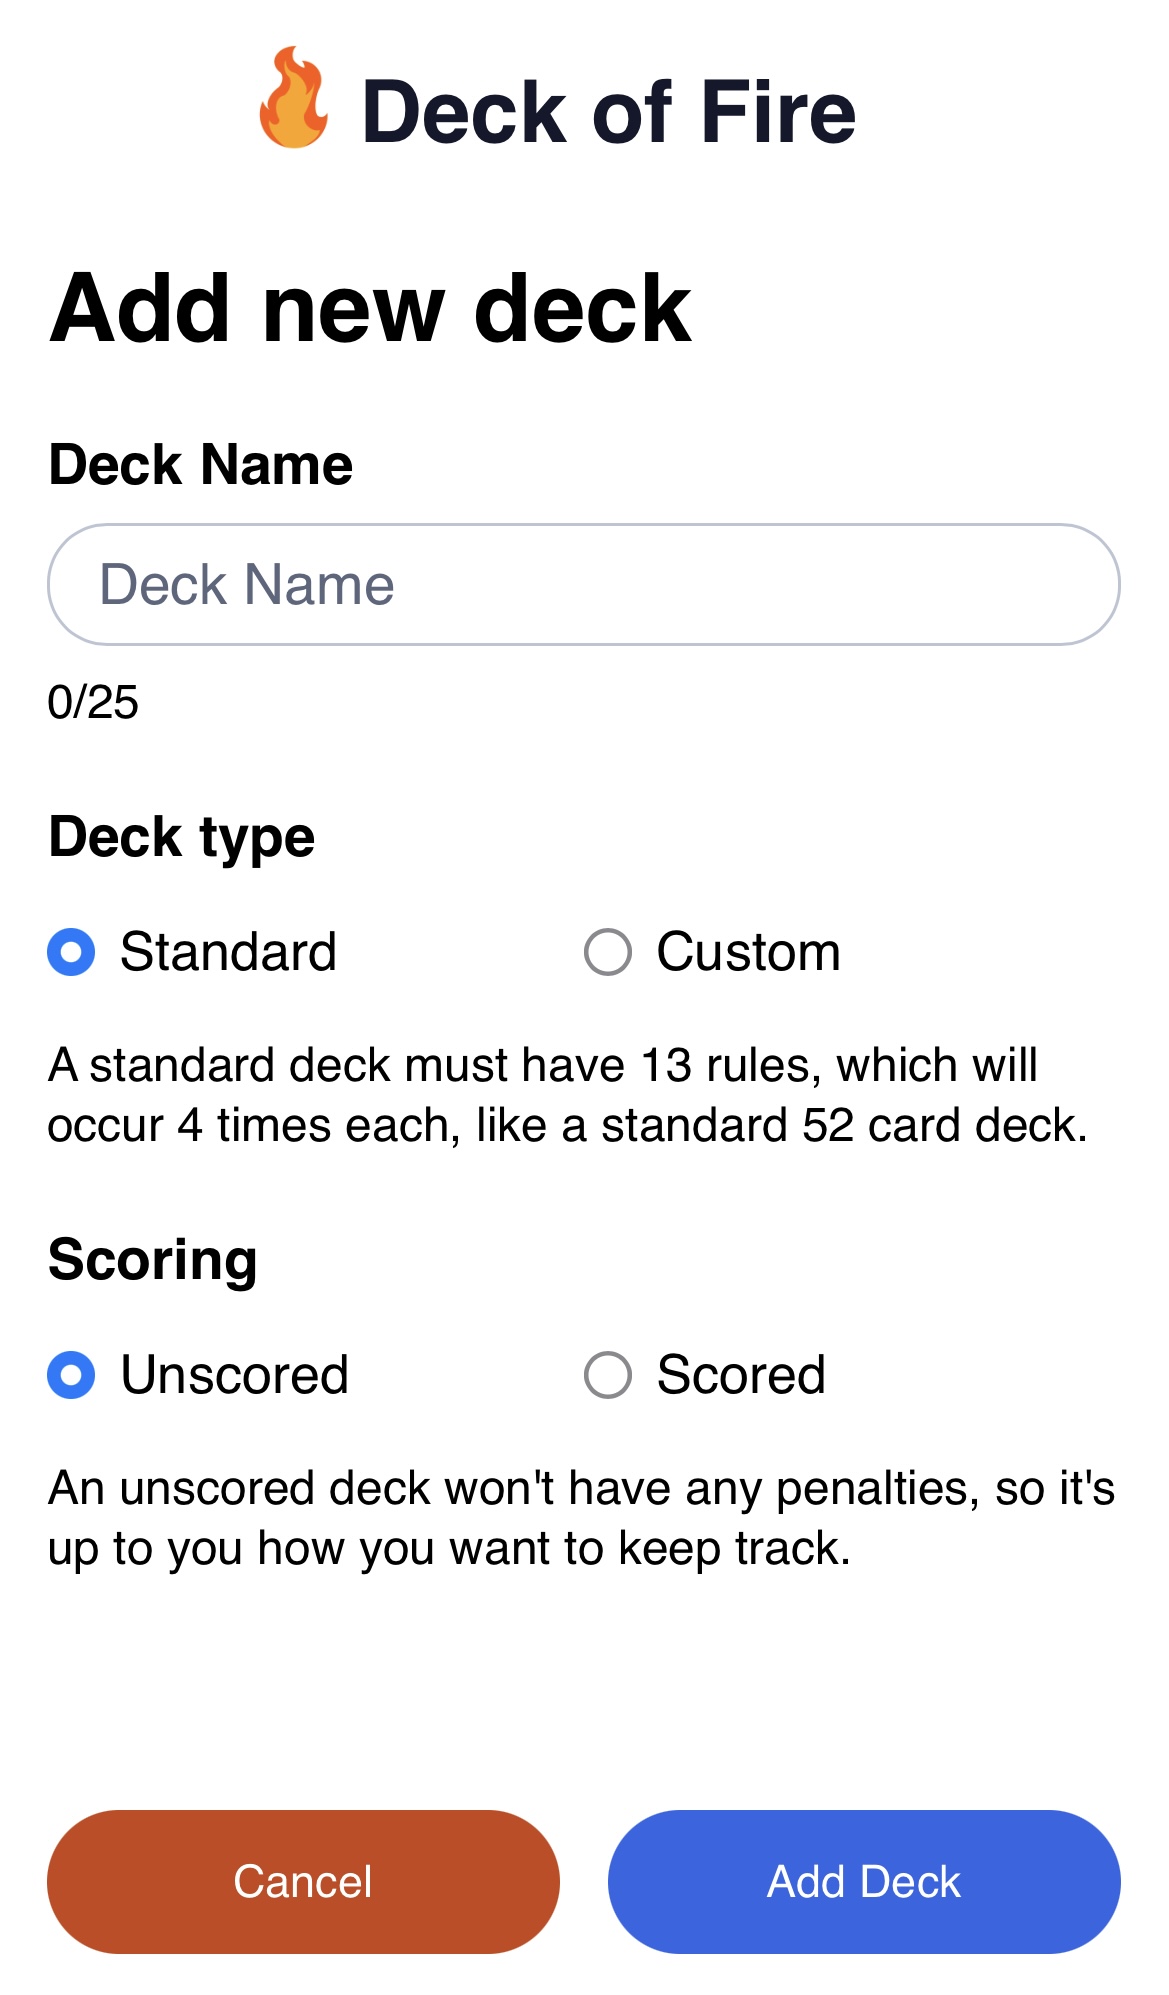 Deck of Fire
Add new deck
Deck Name
Deck Name
0/25
Deck type
Standard
Custom
A standard deck must have 13 rules, which will
occur 4 times each, like a standard 52 card deck.
Scoring
Unscored
Scored
An unscored deck won't have any penalties, so it's
up to you how you want to keep track.
Cancel
Add Deck